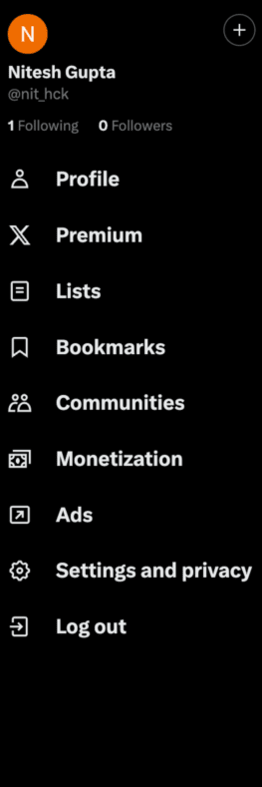 N
Nitesh Gupta
@nit_hck
1 Following 0 Followers
Profile
Premium
Lists
Bookmarks
Communities
Monetization
Ads
Settings and privacy
Log out